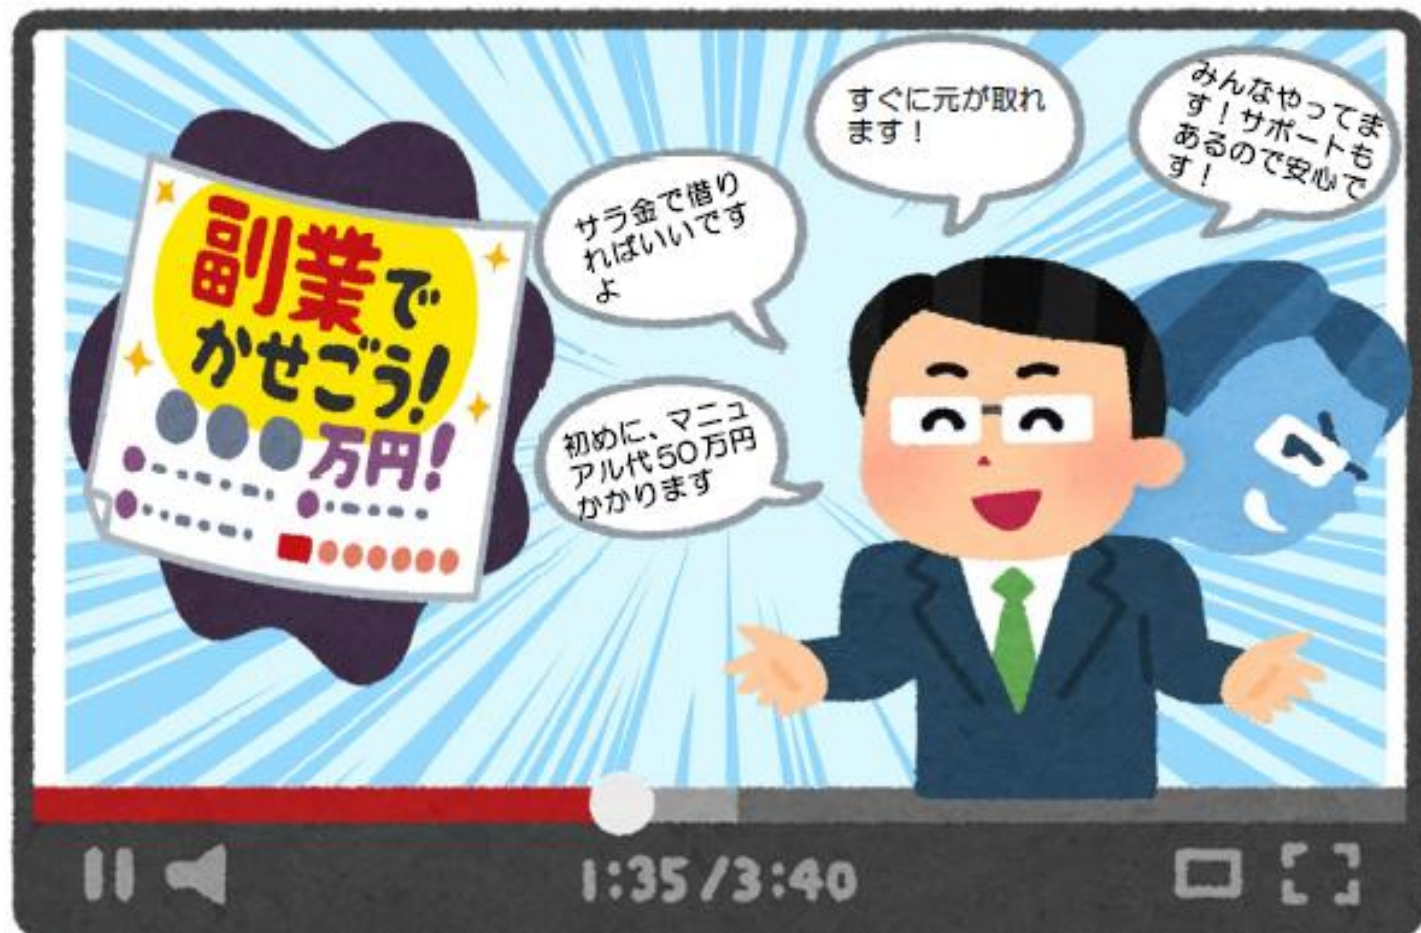 副業で
かせごう!
万円!
初めに、マニュ
アル代50万円
かかります
サラ金で借り
ればいいです
よ
すぐに元が取れ
ます!
みんなやってま
す!サポートも
あるので安心で
す!
1:35/3:40